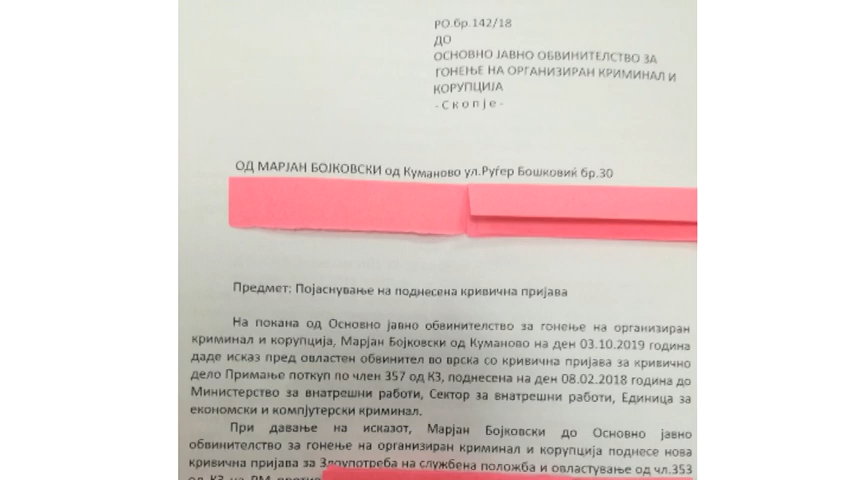 РО.бр.142/18
ДО
ОСНОВНО ЈАВНО ОБВИНИТЕЛСТВО ЗА
ГОНЕЊЕ НА ОРГАНИЗИРАН КРИМИНАЛ И
КОРУПЦИЈА
- С к о п ј е -
ОД МАРЈАН БОЈКОВСКИ од Куманово ул.Руѓер Бошковиќ бр.30
Предмет: Појаснување на поднесена кривична пријава
На покана од Основно јавно обвинителство за гонење на организиран
криминал и корупција, Марјан Бојковски од Куманово на ден 03.10.2019 година
даде исказ пред овластен обвинител во врска со кривична пријава за кривично
дело Примање поткуп по член 357 од КЗ, поднесена на ден 08.02.2018 година до
Министерство за внатрешни работи, Сектор за внатрешни работи, Единица за
економски и компјутерски криминал.
При давање на исказот, Марјан Бојковски до Основно јавно
обвинителство за гонење на организиран криминал и корупција поднесе нова
кривична пријава за Злоупотреба на службена положба и овластување од чл.353
од КЗ на РМ против